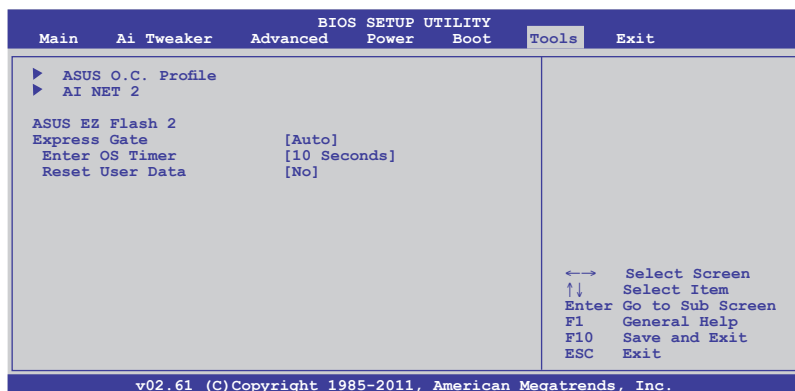 BIOS SETUP UTILITY
Main Ai Tweaker Advanced Power Boot Tools Exit
ASUS O.C. Profile
AI NET 2
ASUS EZ Flash 2
Express Gate [Auto]
Enter OS Timer [10 Seconds]
Reset User Data [No]
←→ Select Screen
↑↓ Select Item
Enter Go to Sub Screen
F1 General Help
F10 Save and Exit
ESC Exit
v02.61 (C)Copyright 1985-2011, American Megatrends, Inc.